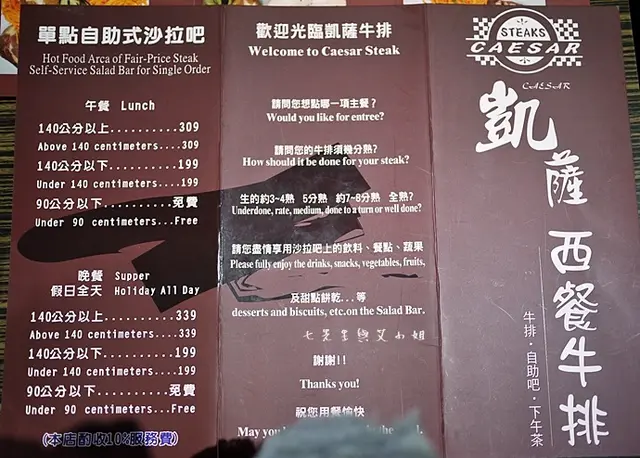 單點自助式沙拉吧
Hot Food Area of Fair-Price Steak
Self-Service Salad Bar for Single Order
午餐 Lunch
140公分以上..........309
Above 140 centimeters....309
140公分以下..........199
Under 140 centimeters....199
90公分以下..........免費
Under 90 centimeters...Free
晚餐 Supper
假日全天 Holiday All Day
140公分以上..........339
Above 140 centimeters....339
140公分以下..........199
Under 140 centimeters....199
90公分以下..........免費
Under 90 centimeters...Free
(本店酌收10%服務費)
歡迎光臨凱薩牛排
Welcome to Caesar Steak
請問您想點哪一項主餐?
Would you like for entree?
請問您的牛排須幾分熟?
How should it be done for your steak?
生的約3~4熟 5分熟 約7~8分熟 全熟?
Underdone, rate, medium, done to a turn or well done?
請您盡情享用沙拉吧上的飲料、餐點、蔬果
Please fully enjoy the drinks, snacks, vegetables, fruits,
及甜點餅乾...等
desserts and biscuits, etc.on the Salad Bar.
七先生與艾小姐
謝謝!!
Thanks you!
祝您用餐愉快
May you
STEAKS
CAESAR
CAESAR
凱薩
西餐牛排
牛排·自助吧·下午茶